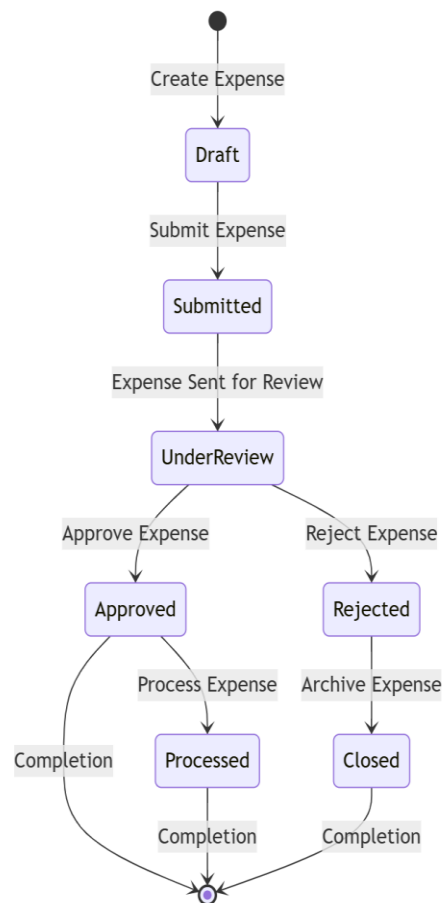 Create Expense
Draft
Submit Expense
Submitted
Expense Sent for Review
UnderReview
Approve Expense
Reject Expense
Approved
Rejected
Process Expense
Archive Expense
Completion
Processed
Closed
Completion
Completion